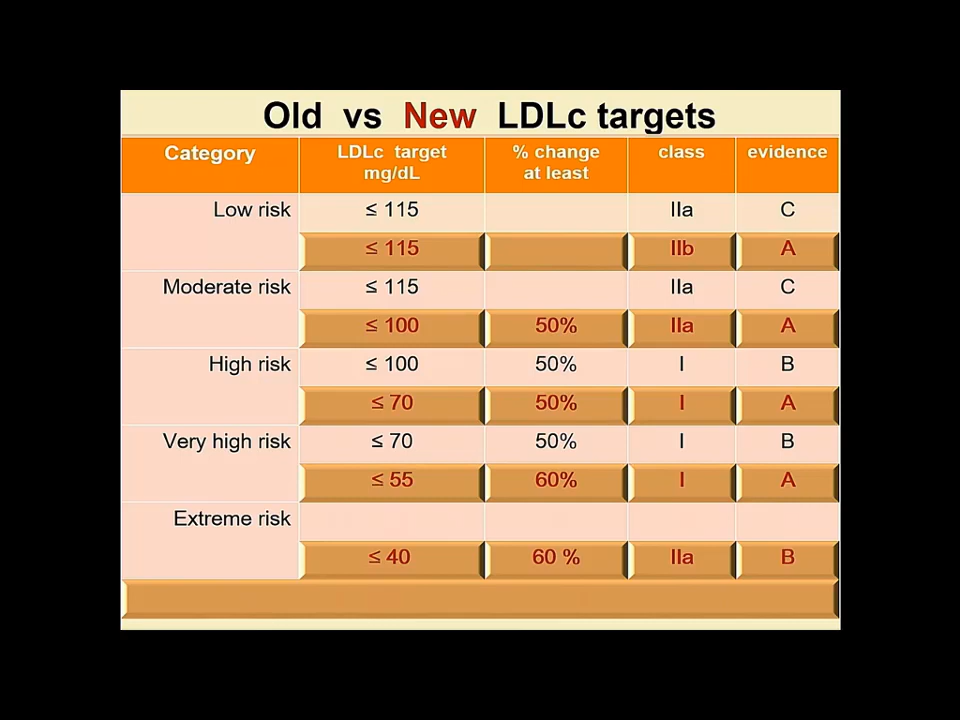 Old vs New LDLc targets
Category LDLc target mg/dL % change at least class evidence
Low risk ≤ 115 IIa C
≤ 115 IIb A
Moderate risk ≤ 115 IIa C
≤ 100 50% IIa A
High risk ≤ 100 50% I B
≤ 70 50% I A
Very high risk ≤ 70 50% I B
≤ 55 60% I A
Extreme risk
≤ 40 60 % IIa B